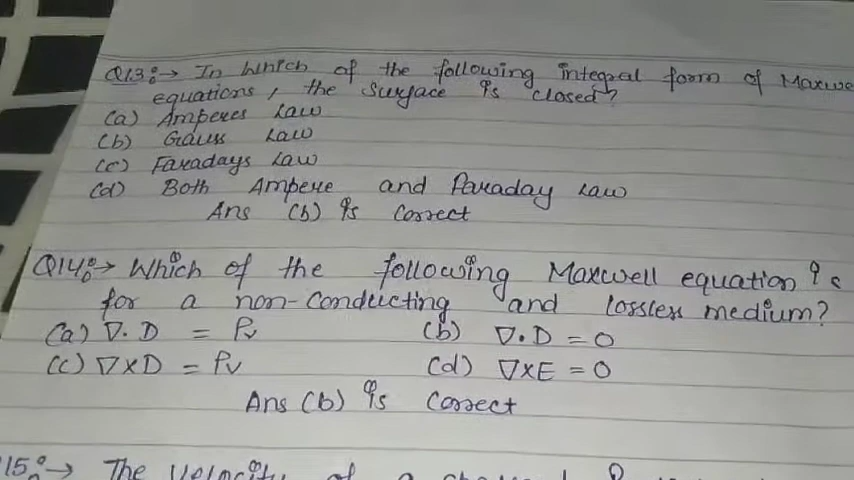 Q13:→ In which of the following integral form of Maxwe
equations, the surface is closed?
(a) Amperes Law
(b) Gauss Law
(c) Faradays Law
(d) Both Ampere and Faraday Law
Ans (b) is Correct
Q14:→ Which of the following Maxwell equation is
for a non-conducting and lossless medium?
(a) ∇.D = ρv (b) ∇.D = 0
(c) ∇×D = ρv (d) ∇×E = 0
Ans (b) is Correct
15:→ The velocity of a